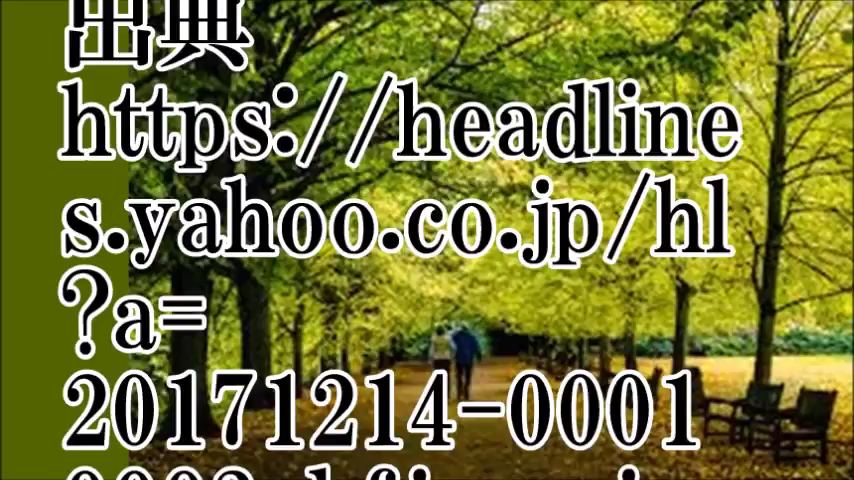 出典
https://headline
s.yahoo.co.jp/hl
?a=
20171214-0001